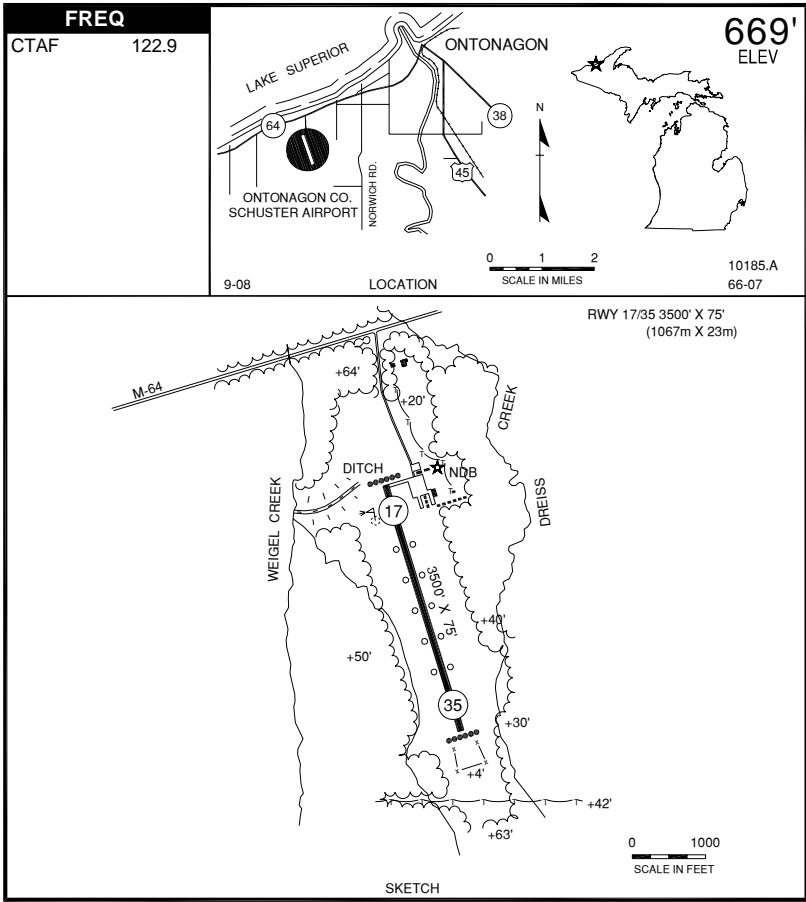 FREQ
CTAF 122.9
LAKE SUPERIOR
ONTONAGON
64
38
45
NORWICH RD.
ONTONAGON CO.
SCHUSTER AIRPORT
N
669'
ELEV
0 1 2
SCALE IN MILES
9-08
LOCATION
10185.A
66-07
RWY 17/35 3500' X 75'
(1067m X 23m)
M-64
+64'
+20'
T
T
T
T
T
CREEK
DREISS
DITCH
NDB
WEIGEL CREEK
17
3500' X 75'
+40'
+50'
35
+30'
x x
x x
+4'
T T T T T T
+42'
+63'
0 1000
SCALE IN FEET
SKETCH